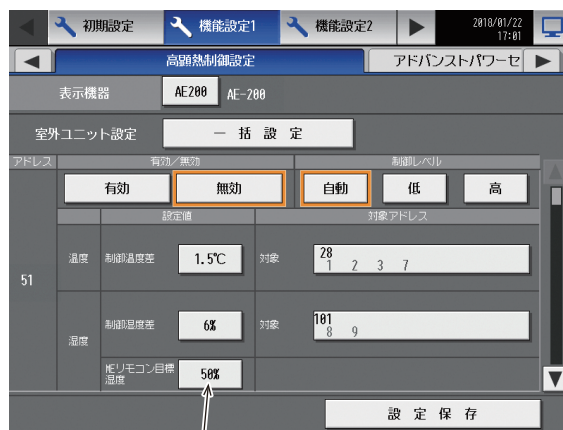 初期設定 機能設定1 機能設定2 2018/01/22
17:01
高顕熱制御設定 アドバンストパワーセ
表示機器 AE200 AE-200
室外ユニット設定 一 括 設 定
アドレス 有効/無効 制御レベル
有効 無効 自動 低 高
設定値 対象アドレス
51
温度 制御温度差 1.5℃ 対象 28
1 2 3 7
湿度 制御湿度差 6% 対象 101
8 9
MEリモコン目標
湿度 50%
設 定 保 存